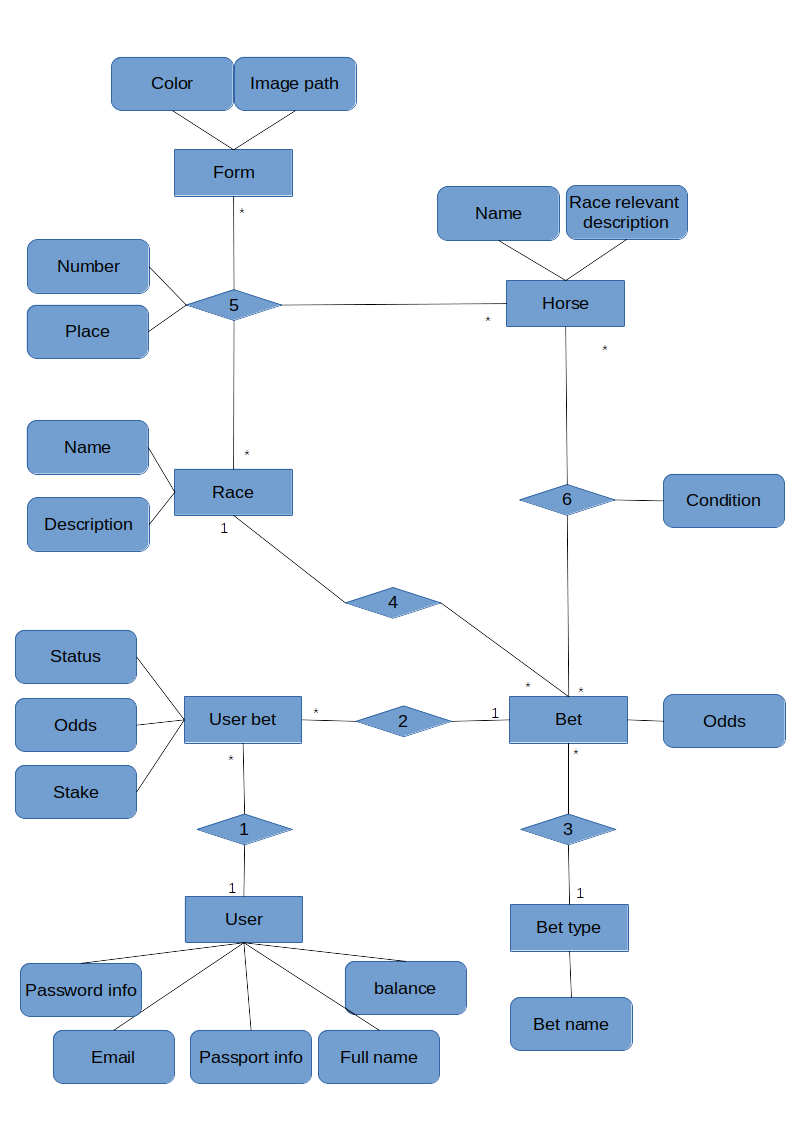 Color
Image path
Form
*
Name
Race relevant
description
Number
5
Horse
*
Place
*
Name
*
Race
6
Condition
Description
1
4
Status
*
*
User bet
*
2
1
Bet
Odds
Odds
*
*
Stake
1
3
1
1
User
Bet type
Password info
balance
Bet name
Email
Passport info
Full name